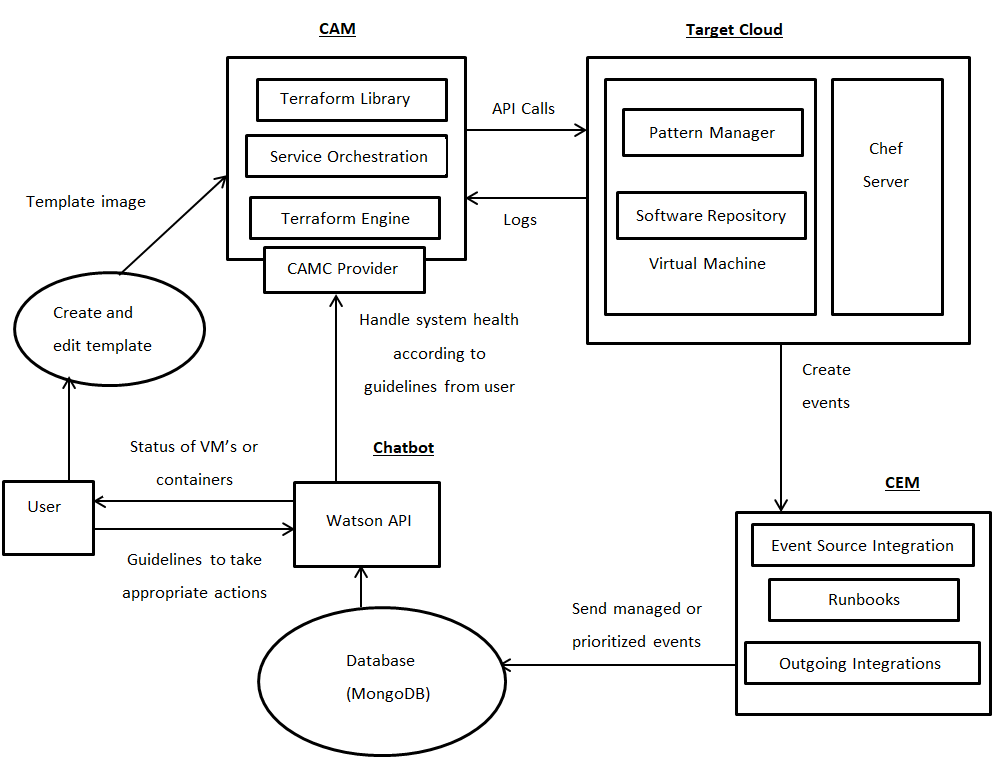 CAM
Target Cloud
Terraform Library
Service Orchestration
Terraform Engine
CAMC Provider
API Calls
Logs
Pattern Manager
Software Repository
Virtual Machine
Chef
Server
Template image
Create and
edit template
Handle system health
according to
guidelines from user
Create
events
Status of VM’s or
containers
Chatbot
CEM
User
Watson API
Guidelines to take
appropriate actions
Event Source Integration
Runbooks
Outgoing Integrations
Send managed or
prioritized events
Database
(MongoDB)